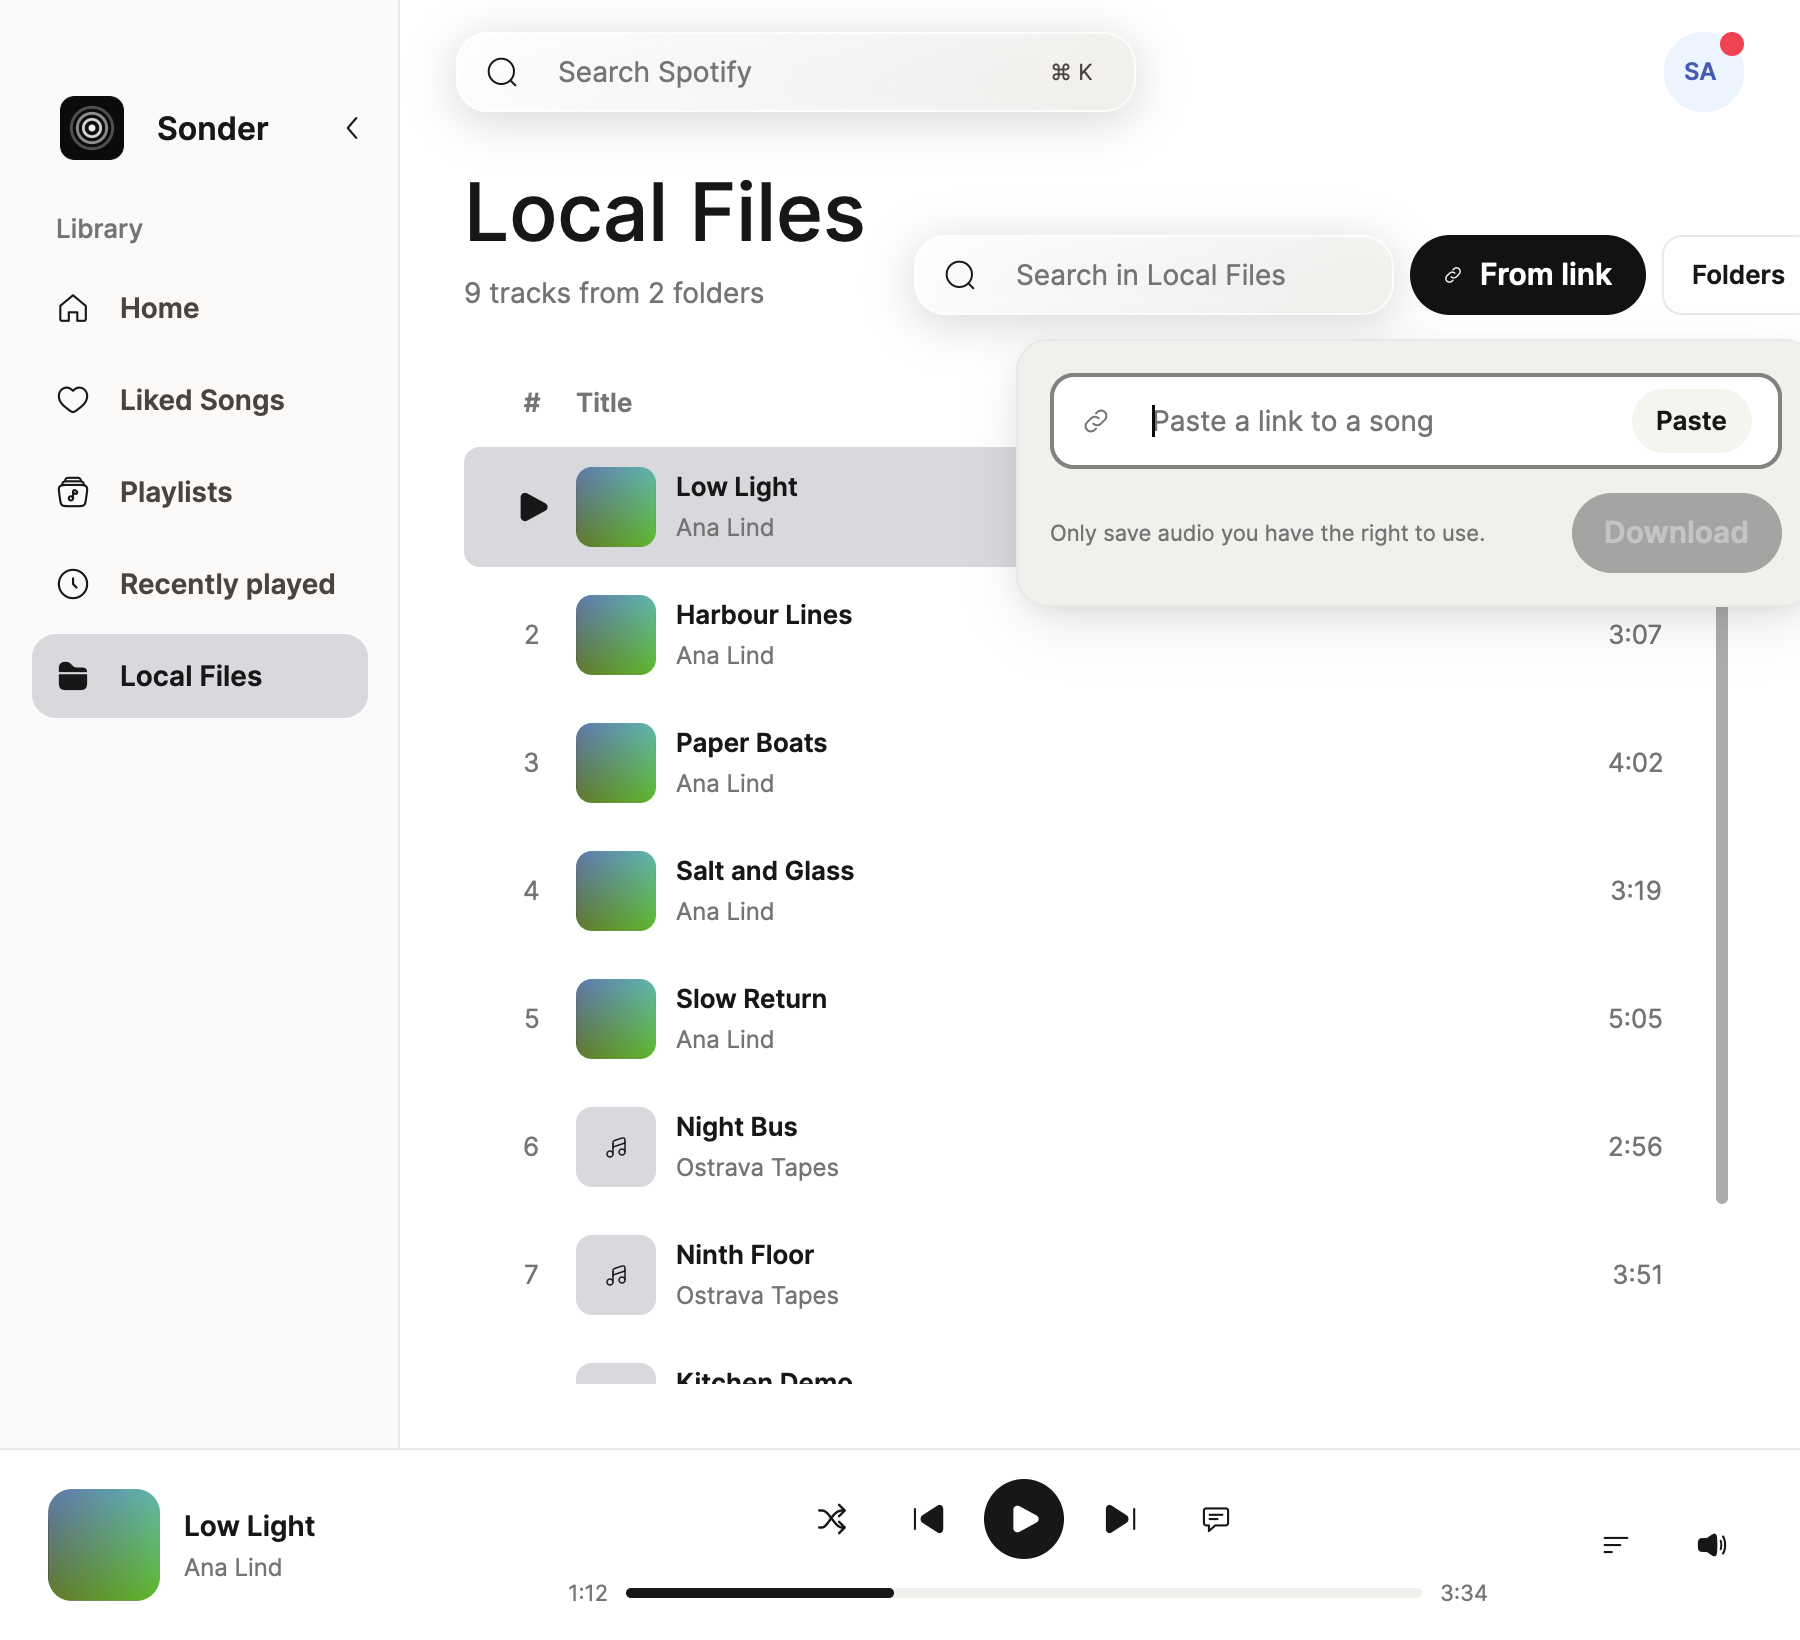 Search Spotify
⌘ K
SA
Sonder
Library
Home
Liked Songs
Playlists
Recently played
Local Files
Local Files
9 tracks from 2 folders
Search in Local Files
From link
Folders
Paste a link to a song
Paste
Only save audio you have the right to use.
Download
# Title
Low Light
Ana Lind
2
Harbour Lines
Ana Lind
3:07
3
Paper Boats
Ana Lind
4:02
4
Salt and Glass
Ana Lind
3:19
5
Slow Return
Ana Lind
5:05
6
Night Bus
Ostrava Tapes
2:56
7
Ninth Floor
Ostrava Tapes
3:51
Kitchen Demo
Low Light
Ana Lind
1:12
3:34